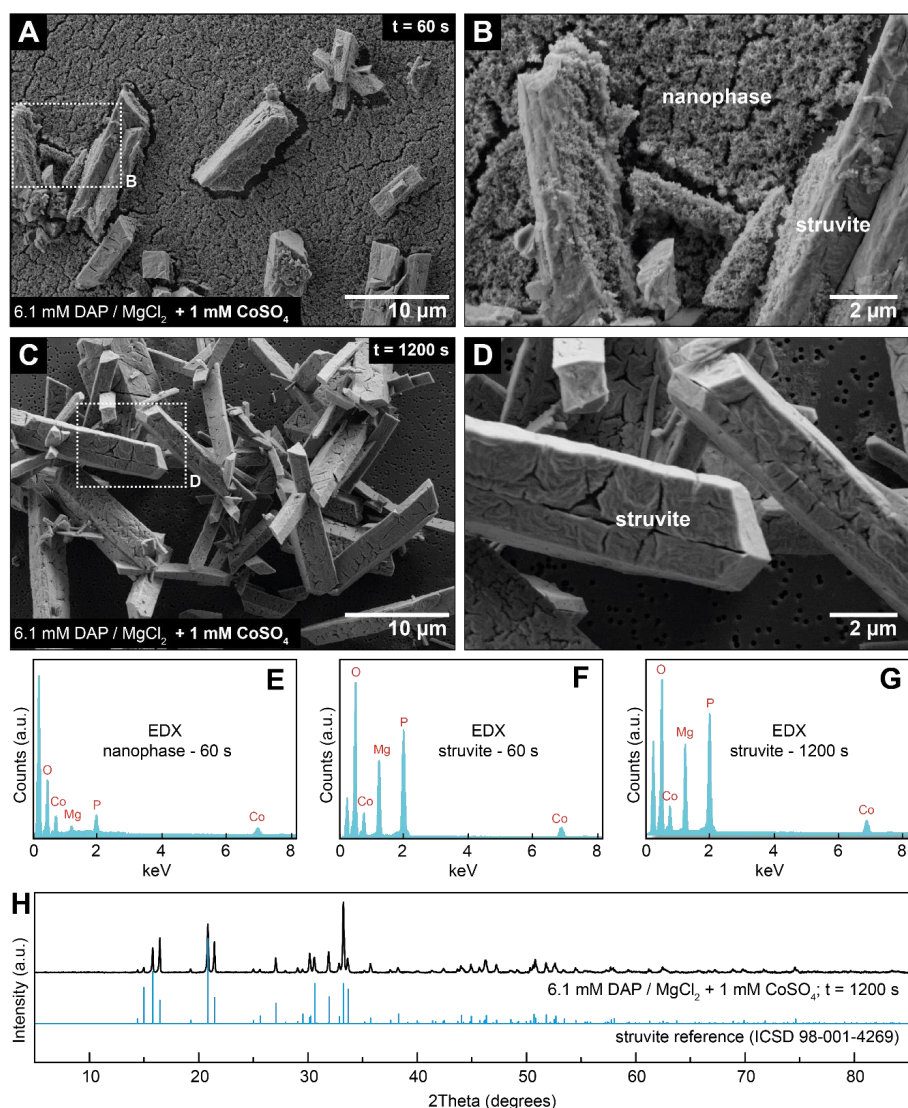 A
t = 60 s
B
6.1 mM DAP / MgCl₂ + 1 mM CoSO₄
10 µm
B
nanophase
struvite
2 µm
C
t = 1200 s
D
6.1 mM DAP / MgCl₂ + 1 mM CoSO₄
10 µm
D
struvite
2 µm
E
EDX
nanophase - 60 s
Counts (a.u.)
O
Co
Mg
P
Co
0 2 4 6 8
keV
F
EDX
struvite - 60 s
Counts (a.u.)
O
Co
Mg
P
Co
0 2 4 6 8
keV
G
EDX
struvite - 1200 s
Counts (a.u.)
O
Co
Mg
P
Co
0 2 4 6 8
keV
H
Intensity (a.u.)
6.1 mM DAP / MgCl₂ + 1 mM CoSO₄; t = 1200 s
struvite reference (ICSD 98-001-4269)
10 20 30 40 50 60 70 80
2Theta (degrees)